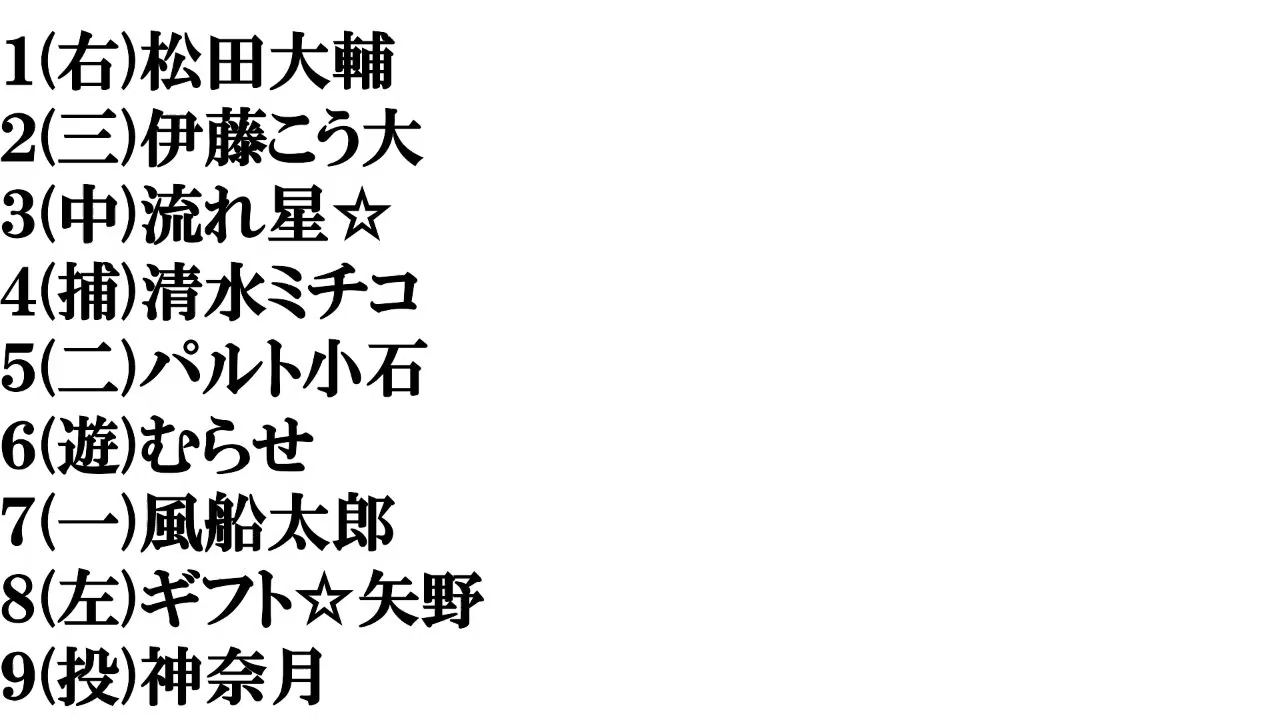 1(右)松田大輔
2(三)伊藤こう大
3(中)流れ星☆
4(捕)清水ミチコ
5(二)パルト小石
6(遊)むらせ
7(一)風船太郎
8(左)ギフト☆矢野
9(投)神奈月